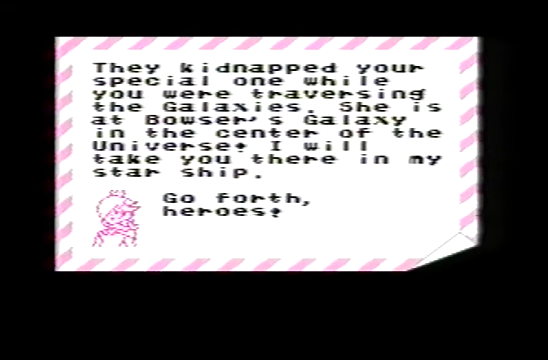 They kidnapped your
special one while
you were traversing
the Galaxies. She is
at Bowser's Galaxy
in the center of the
Universe! I will
take you there in my
star ship.
Go forth,
heroes!